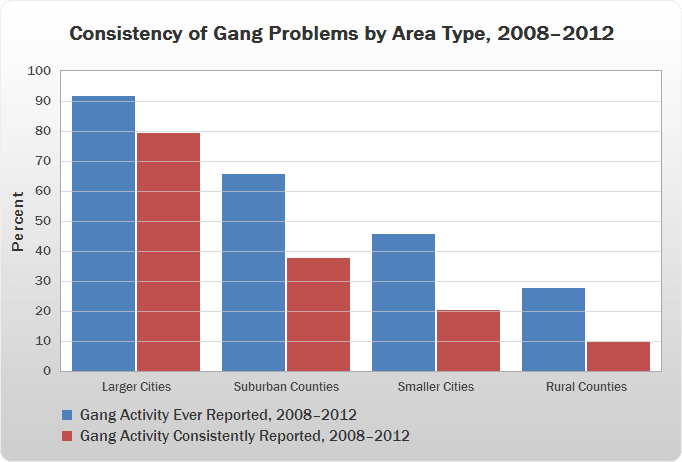 Consistency of Gang Problems by Area Type, 2008–2012
100
90
80
70
60
50
40
30
20
10
0
Percent
Larger Cities
Suburban Counties
Smaller Cities
Rural Counties
Gang Activity Ever Reported, 2008–2012
Gang Activity Consistently Reported, 2008–2012